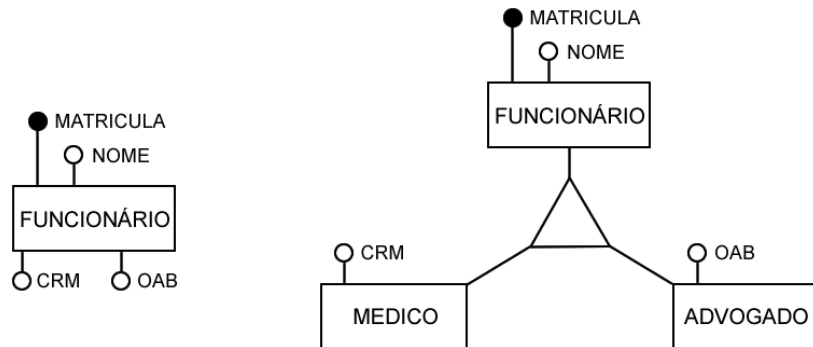 MATRICULA
NOME
FUNCIONÁRIO
CRM
OAB
MATRICULA
NOME
FUNCIONÁRIO
CRM
OAB
MEDICO
ADVOGADO